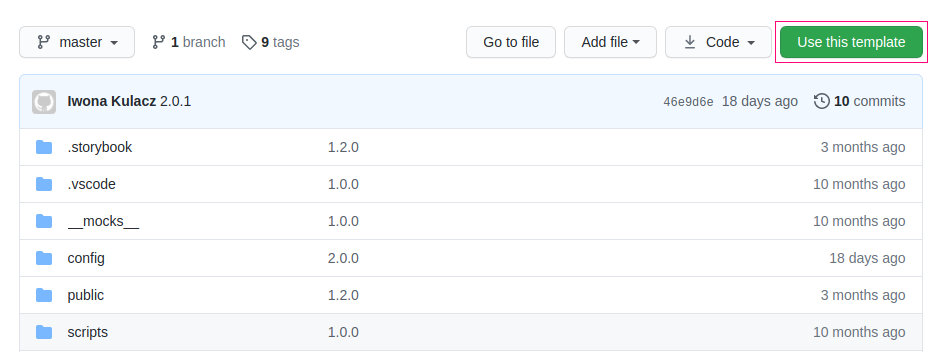 master 1 branch 9 tags Go to file Add file Code Use this template
Iwona Kulacz 2.0.1 46e9d6e 18 days ago 10 commits
.storybook 1.2.0 3 months ago
.vscode 1.0.0 10 months ago
__mocks__ 1.0.0 10 months ago
config 2.0.0 18 days ago
public 1.2.0 3 months ago
scripts 1.0.0 10 months ago